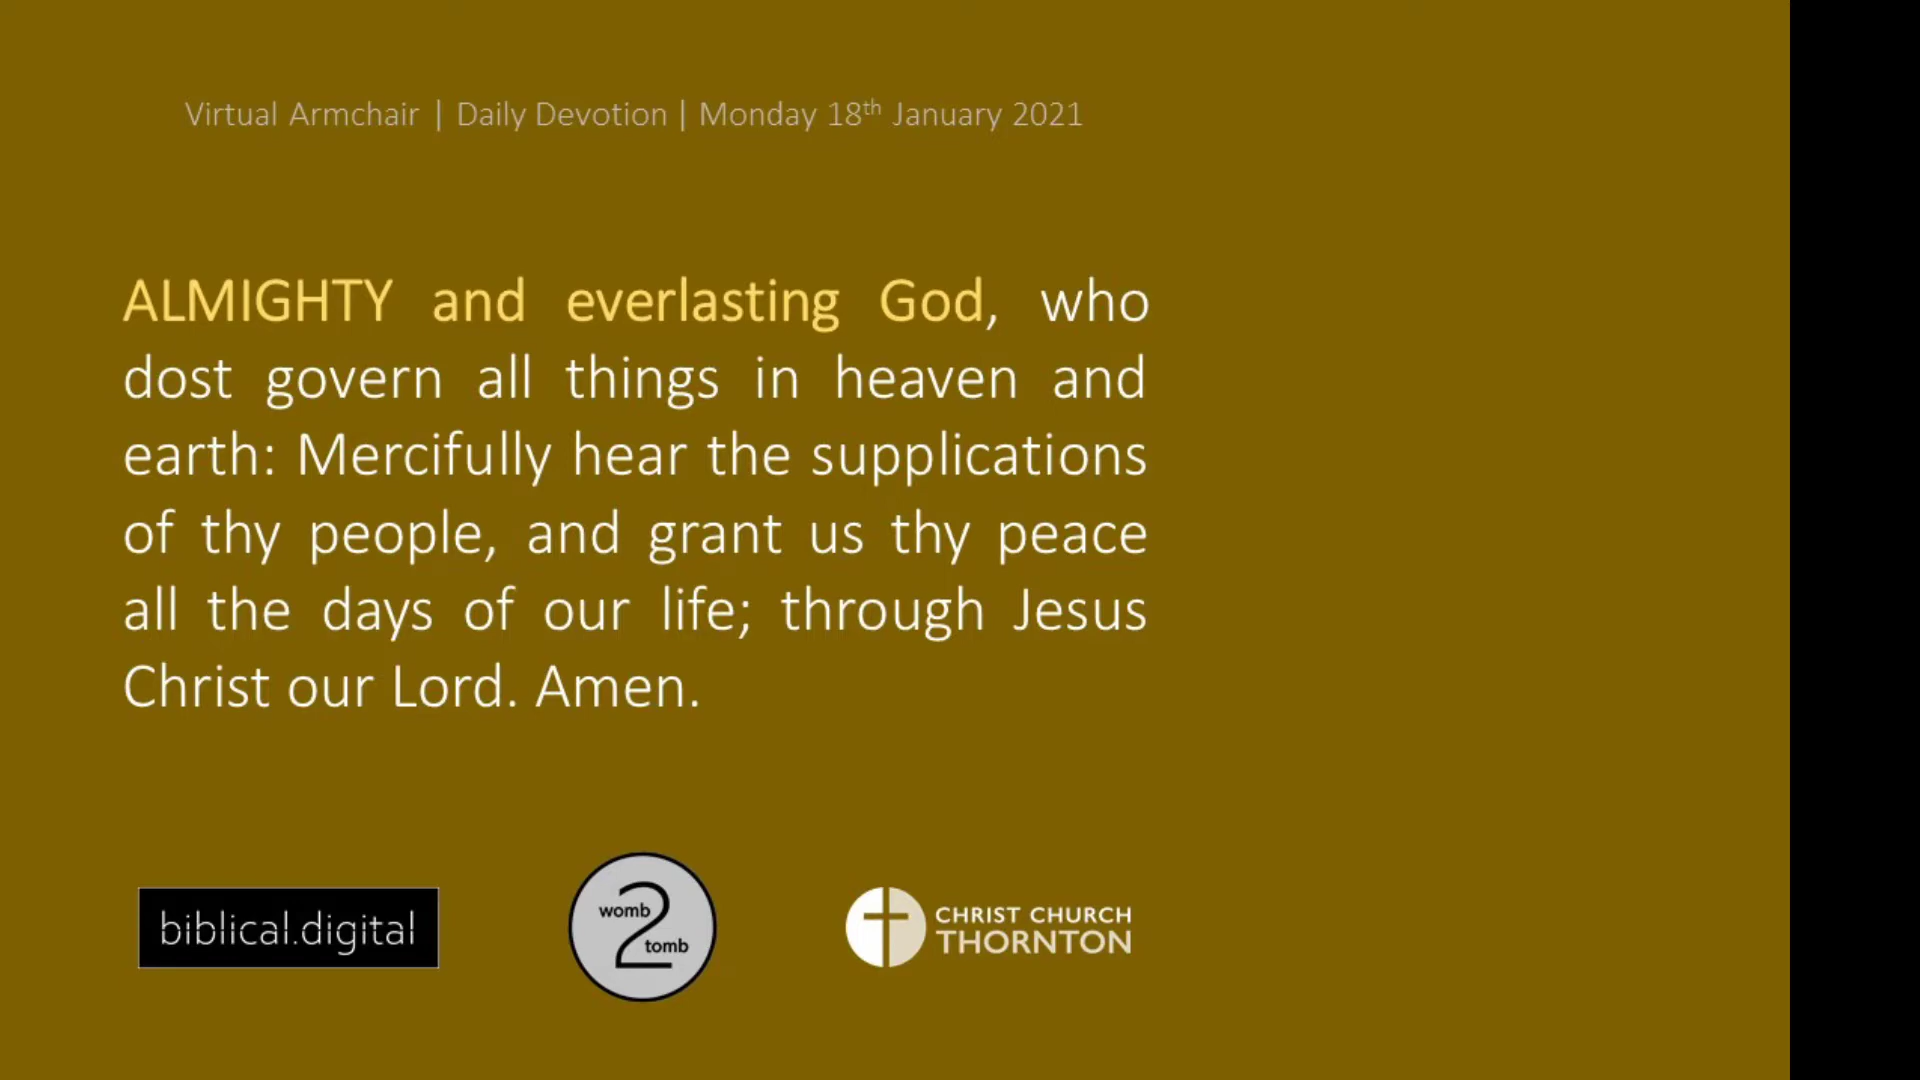 Virtual Armchair | Daily Devotion | Monday 18th January 2021
ALMIGHTY and everlasting God, who
dost govern all things in heaven and
earth: Mercifully hear the supplications
of thy people, and grant us thy peace
all the days of our life; through Jesus
Christ our Lord. Amen.
biblical.digital
womb
2
tomb
CHRIST CHURCH
THORNTON